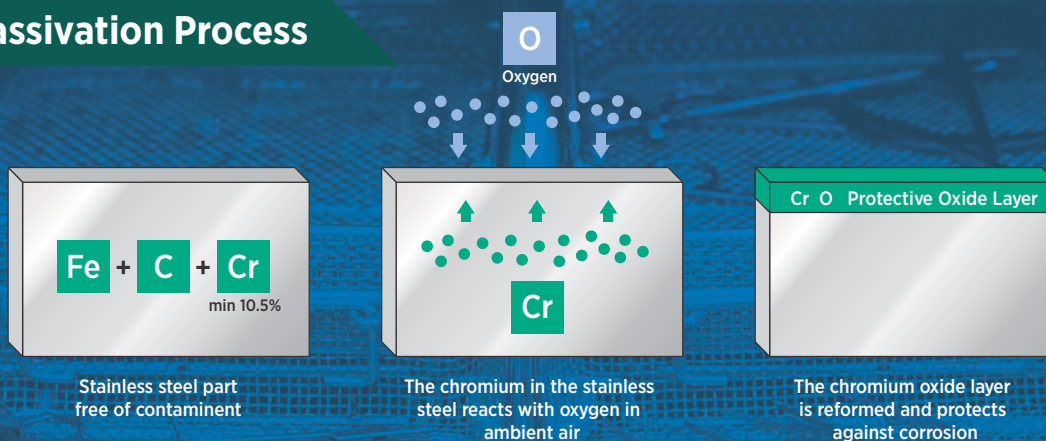 assivation Process
O
Oxygen
Fe + C + Cr
min 10.5%
Cr
Cr O Protective Oxide Layer
Stainless steel part
free of contaminent
The chromium in the stainless
steel reacts with oxygen in
ambient air
The chromium oxide layer
is reformed and protects
against corrosion